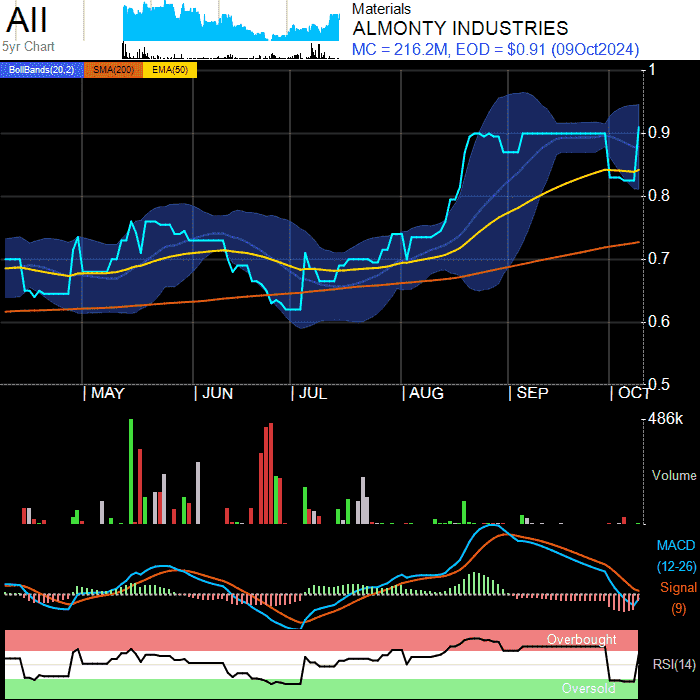 AII
5yr Chart
Materials
ALMONTY INDUSTRIES
MC = 216.2M, EOD = $0.91 (09Oct2024)
BollBands(20,2) SMA(200) EMA(50)
1
0.9
0.8
0.7
0.6
0.5
| MAY | JUN | JUL | AUG | SEP | OCT
486k
Volume
MACD
(12-26)
Signal
(9)
Overbought
RSI(14)
Oversold